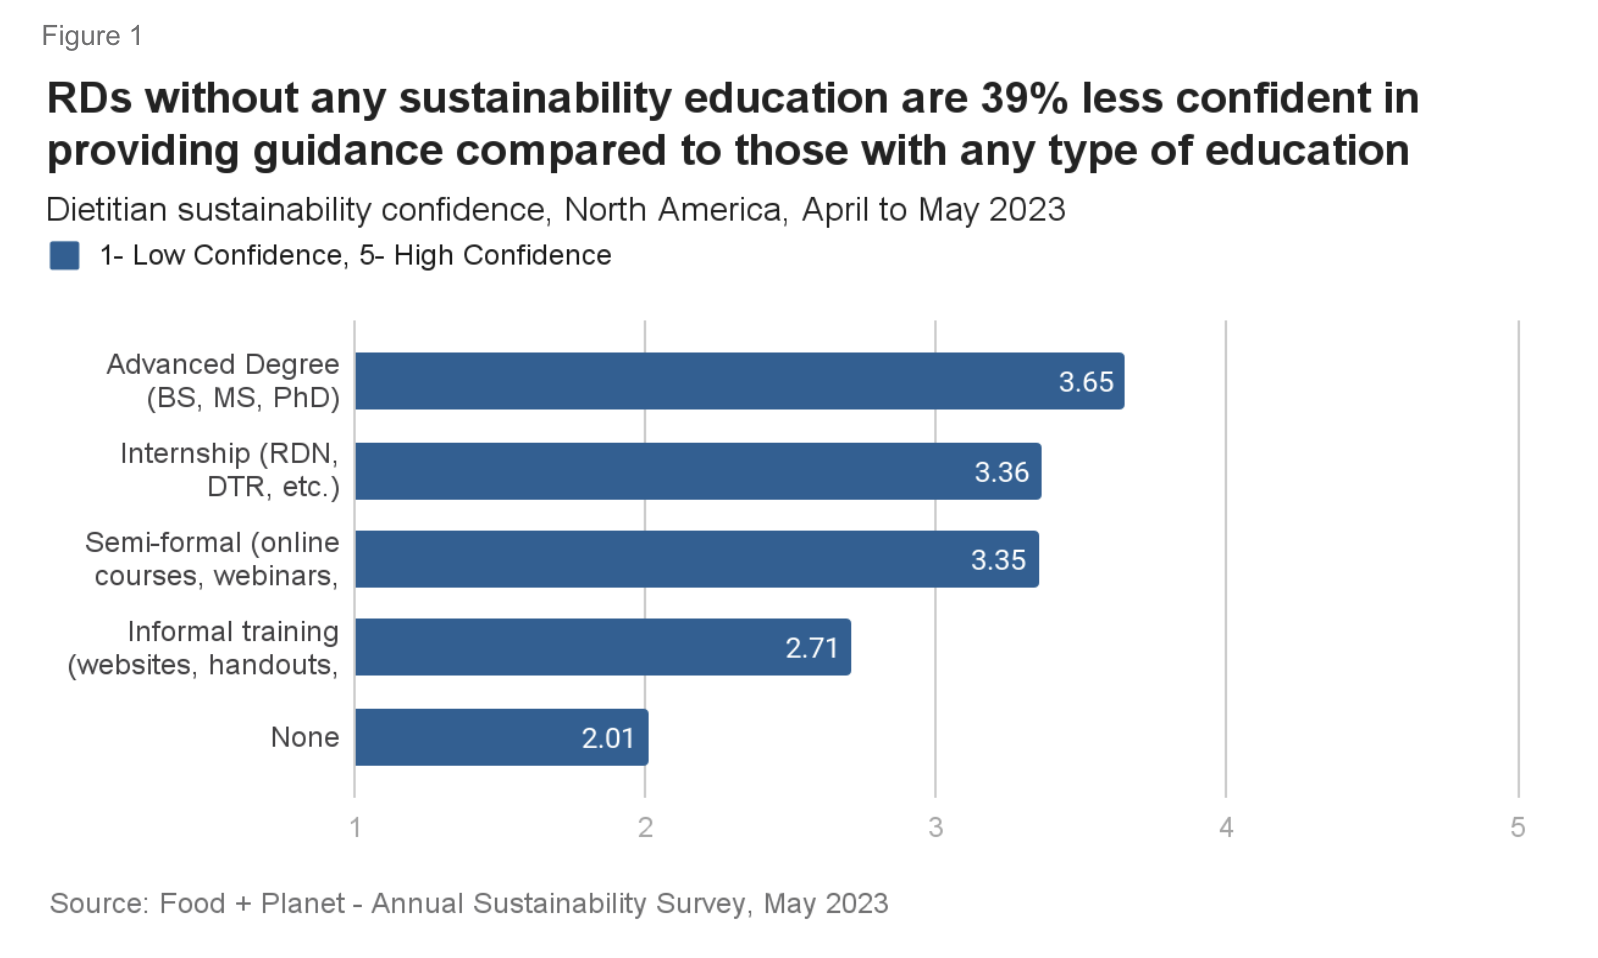 Figure 1
RDs without any sustainability education are 39% less confident in
providing guidance compared to those with any type of education
Dietitian sustainability confidence, North America, April to May 2023
1- Low Confidence, 5- High Confidence
Advanced Degree
(BS, MS, PhD)
3.65
Internship (RDN,
DTR, etc.)
3.36
Semi-formal (online
courses, webinars,
3.35
Informal training
(websites, handouts,
2.71
None
2.01
1 2 3 4 5
Source: Food + Planet - Annual Sustainability Survey, May 2023